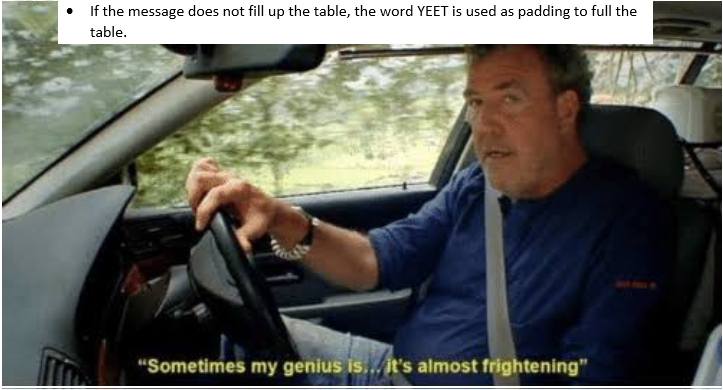 • If the message does not fill up the table, the word YEET is used as padding to full the
table.
“Sometimes my genius is... it's almost frightening”